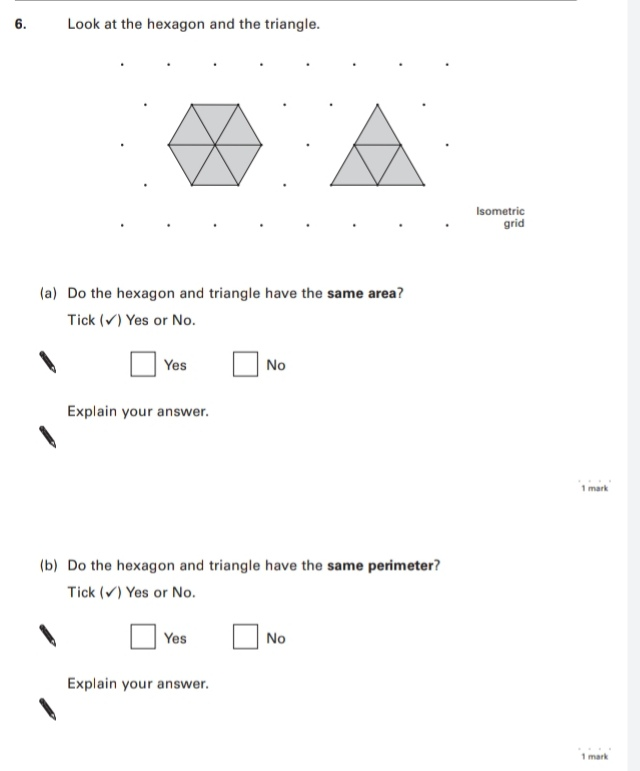 6. Look at the hexagon and the triangle.
Isometric
grid
(a) Do the hexagon and triangle have the same area?
Tick (✓) Yes or No.
Yes No
Explain your answer.
1 mark
(b) Do the hexagon and triangle have the same perimeter?
Tick (✓) Yes or No.
Yes No
Explain your answer.
1 mark